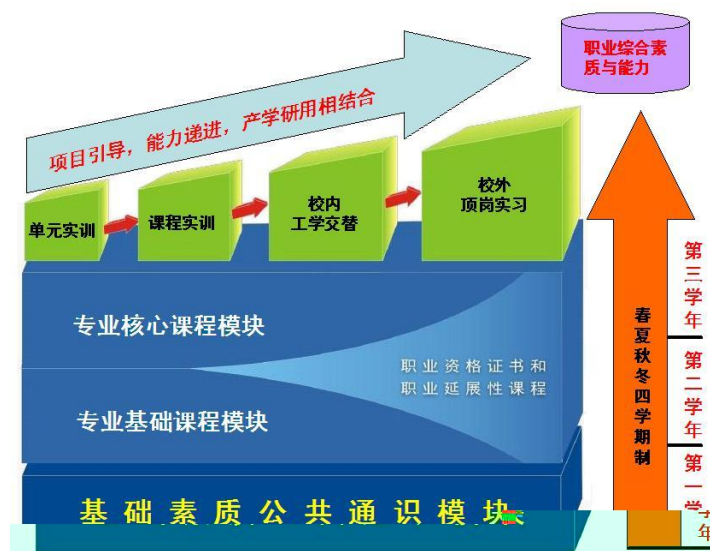 职业综合素
质与能力
项目引导，能力递进，产学研用相结合
单元实训
课程实训
校内
工学交替
校外
顶岗实习
专业核心课程模块
职业资格证书和
职业延展性课程
专业基础课程模块
基础素质公共通识模块
春夏秋冬四学期制
第三学年
第二学年
第一学年